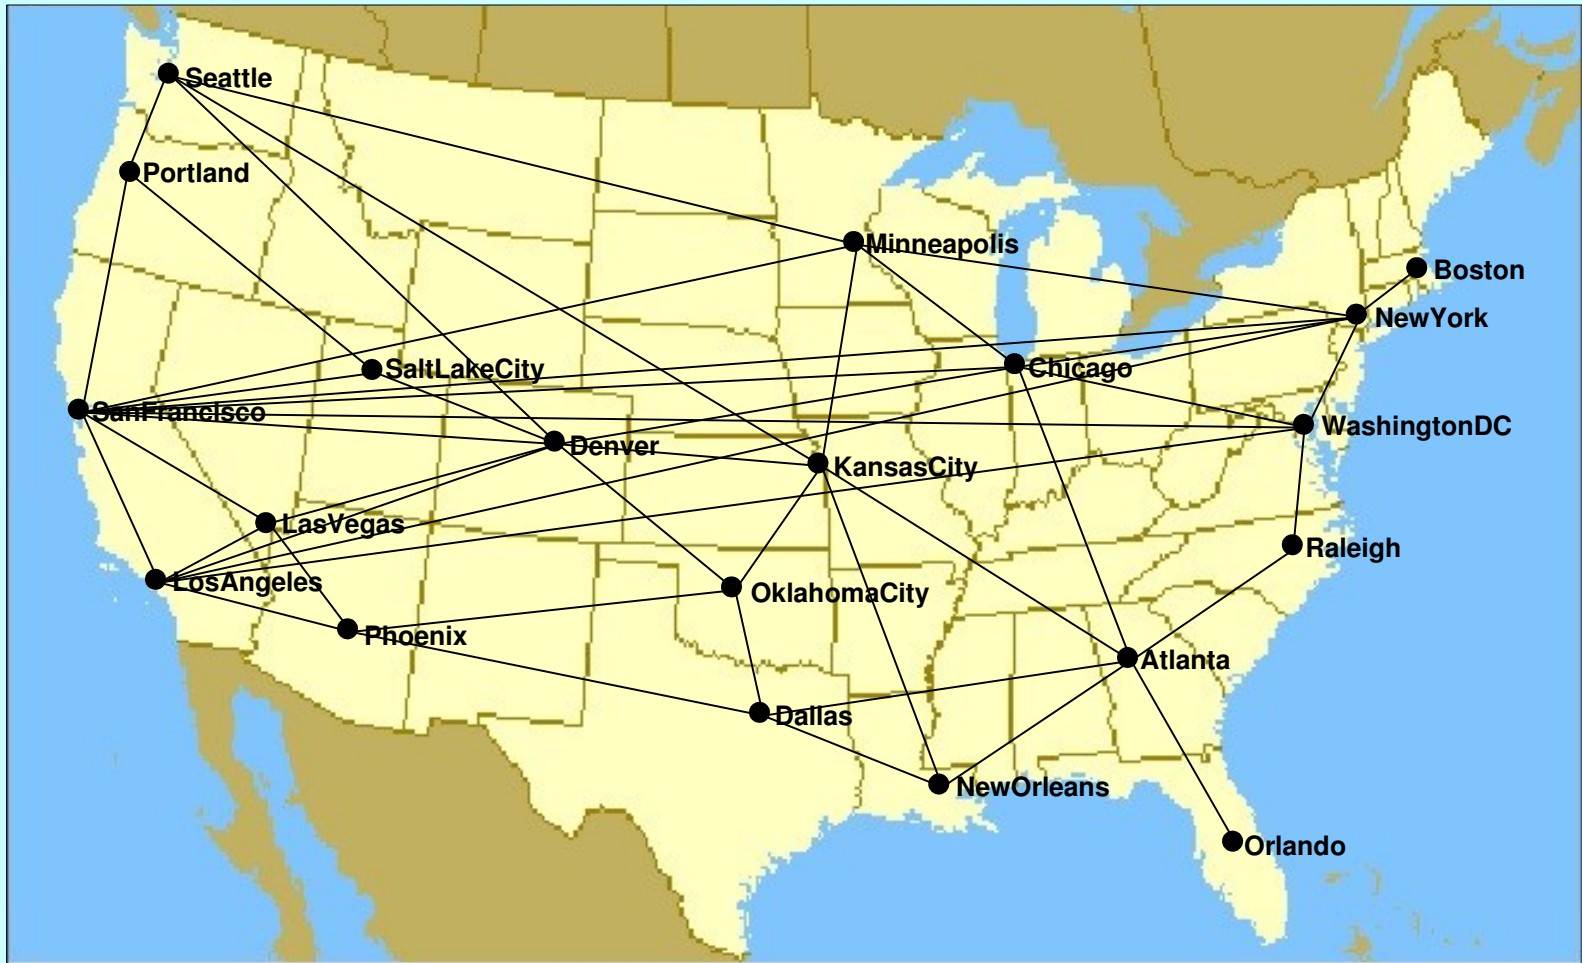 Seattle
Portland
Minneapolis
Boston
NewYork
SaltLakeCity
Chicago
SanFrancisco
WashingtonDC
Denver
KansasCity
LasVegas
Raleigh
LosAngeles
OklahomaCity
Phoenix
Atlanta
Dallas
NewOrleans
Orlando